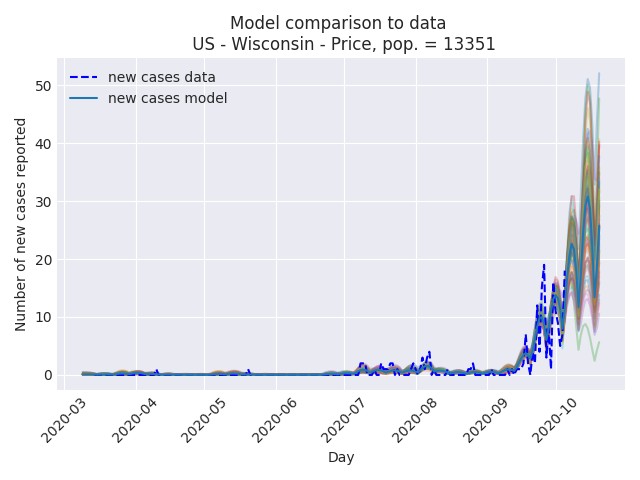 Model comparison to data
US - Wisconsin - Price, pop. = 13351
new cases data
new cases model
Number of new cases reported
50
40
30
20
10
0
2020-03
2020-04
2020-05
2020-06
2020-07
2020-08
2020-09
2020-10
Day